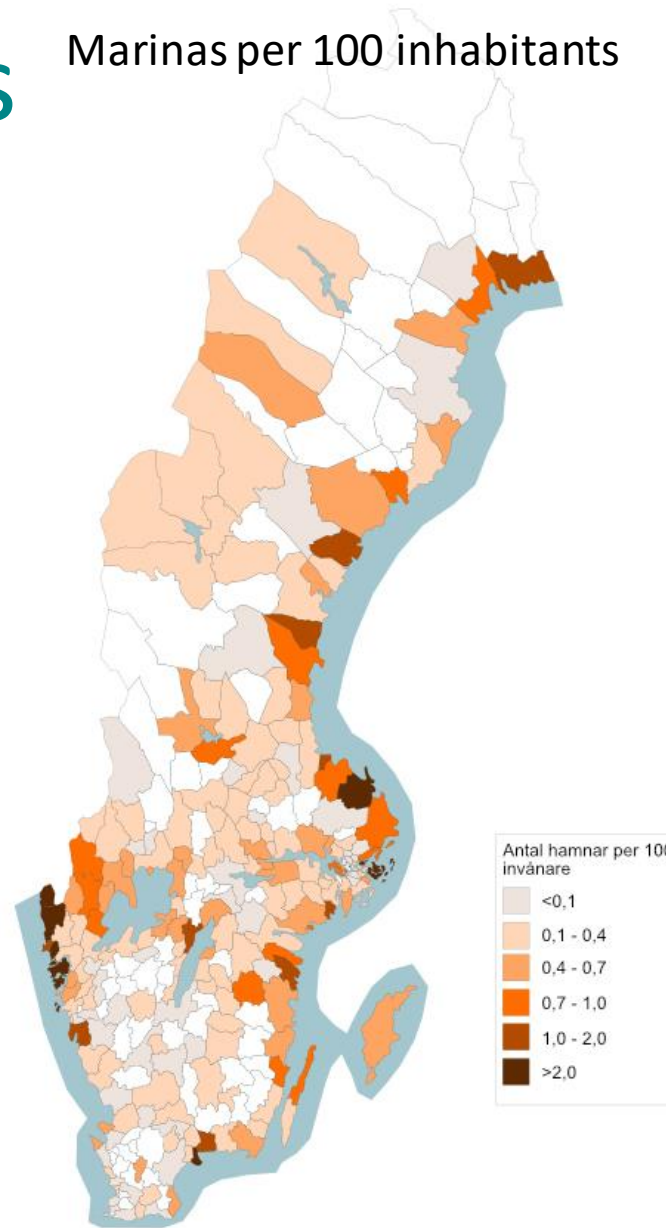 Marinas per 100 inhabitants
s
Antal hamnar per 100
invånare
<0,1
0,1 - 0,4
0,4 - 0,7
0,7 - 1,0
1,0 - 2,0
>2,0